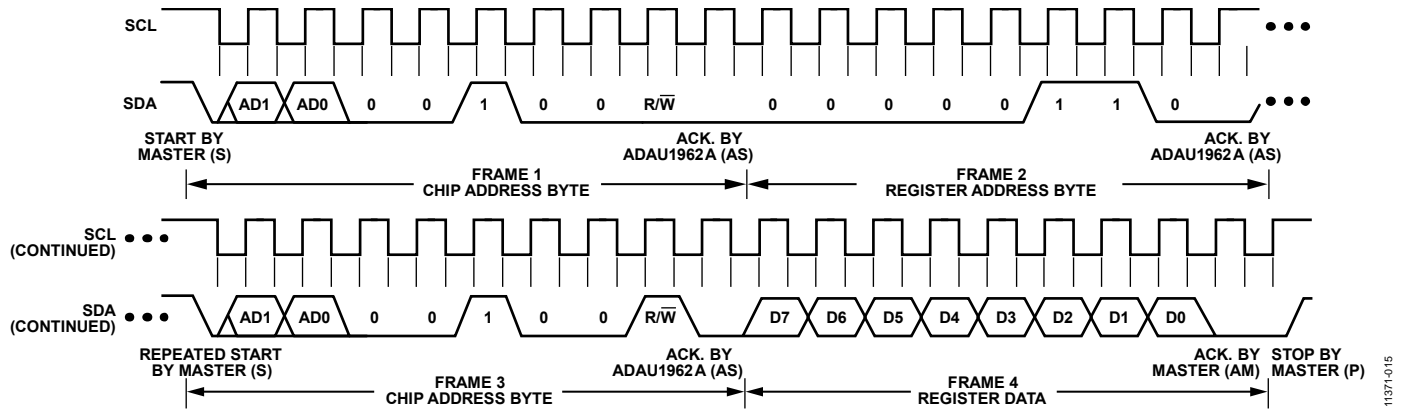 SCL
SDA AD1 AD0 0 0 1 0 0 R/W̅ 0 0 0 0 0 1 1 0
START BY
MASTER (S)
ACK. BY
ADAU1962A (AS)
ACK. BY
ADAU1962A (AS)
FRAME 1
CHIP ADDRESS BYTE
FRAME 2
REGISTER ADDRESS BYTE
SCL
(CONTINUED)
SDA
(CONTINUED)
AD1 AD0 0 0 1 0 0 R/W̅ D7 D6 D5 D4 D3 D2 D1 D0
REPEATED START
BY MASTER (S)
ACK. BY
ADAU1962A (AS)
ACK. BY
MASTER (AM)
STOP BY
MASTER (P)
FRAME 3
CHIP ADDRESS BYTE
FRAME 4
REGISTER DATA
11371-015